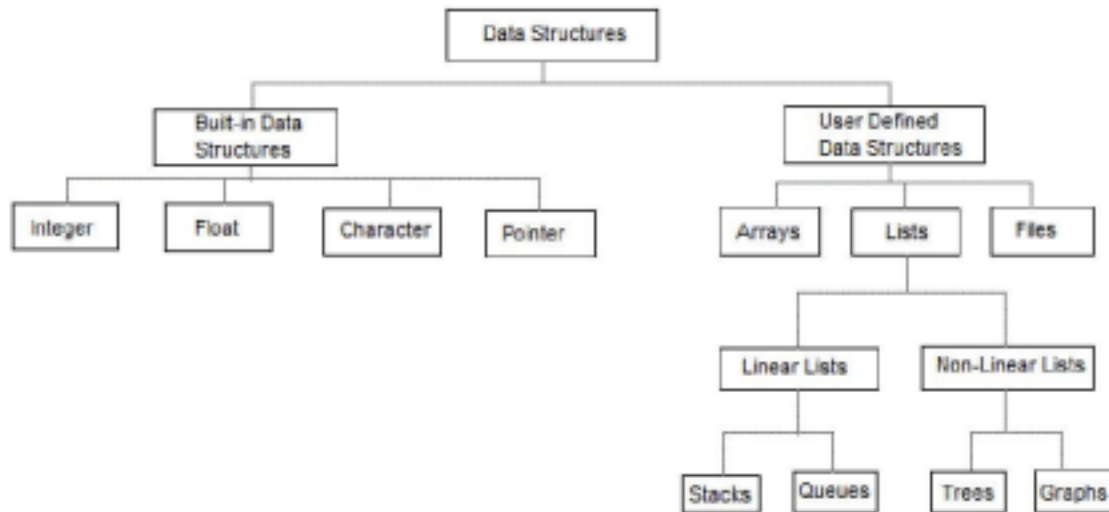 Data Structures
Built-in Data
Structures
User Defined
Data Structures
Integer
Float
Character
Pointer
Arrays
Lists
Files
Linear Lists
Non-Linear Lists
Stacks
Queues
Trees
Graphs